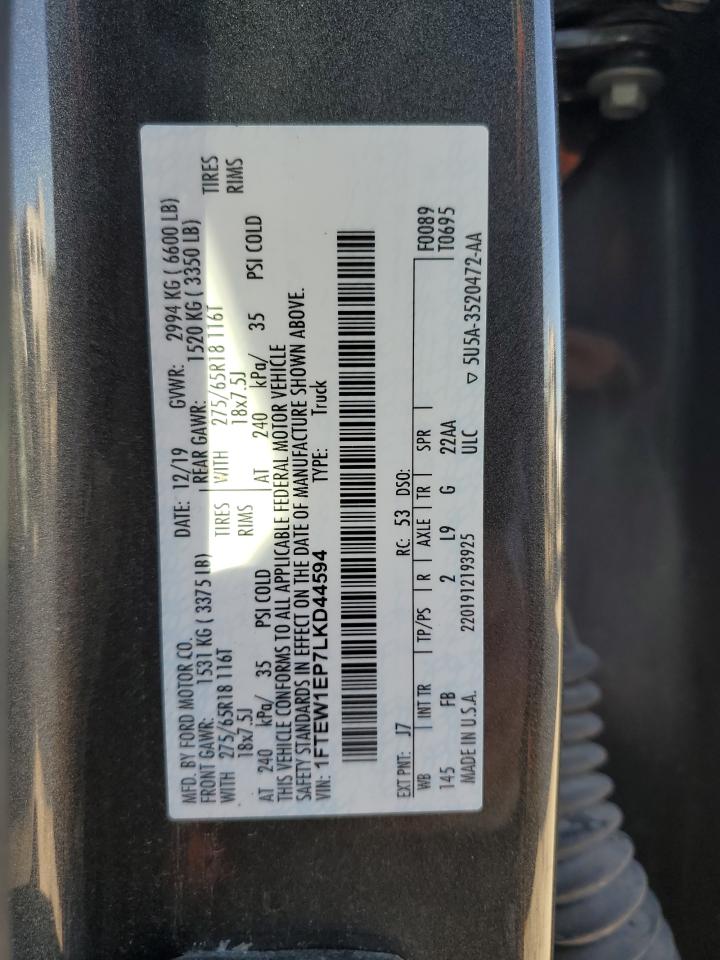 MFD. BY FORD MOTOR CO. DATE: 12/19 GVWR: 2994 KG ( 6600 LB)
FRONT GAWR: 1531 KG ( 3375 LB) REAR GAWR: 1520 KG ( 3350 LB)
WITH 275/65R18 116T TIRES WITH 275/65R18 116T TIRES
18x7.5J RIMS 18x7.5J RIMS
AT 240 kPa/ 35 PSI COLD AT 240 kPa/ 35 PSI COLD
THIS VEHICLE CONFORMS TO ALL APPLICABLE FEDERAL MOTOR VEHICLE
SAFETY STANDARDS IN EFFECT ON THE DATE OF MANUFACTURE SHOWN ABOVE.
VIN: 1FTEW1EP7LKD44594 TYPE: Truck
EXT PNT: J7 RC: 53 DSO: F0089
WB INT TR TP/PS R AXLE TR SPR T0695
145 FB 2 L9 G 22AA
MADE IN U.S.A. 2201912193925 ULC ▽ 5U5A-3520472-AA